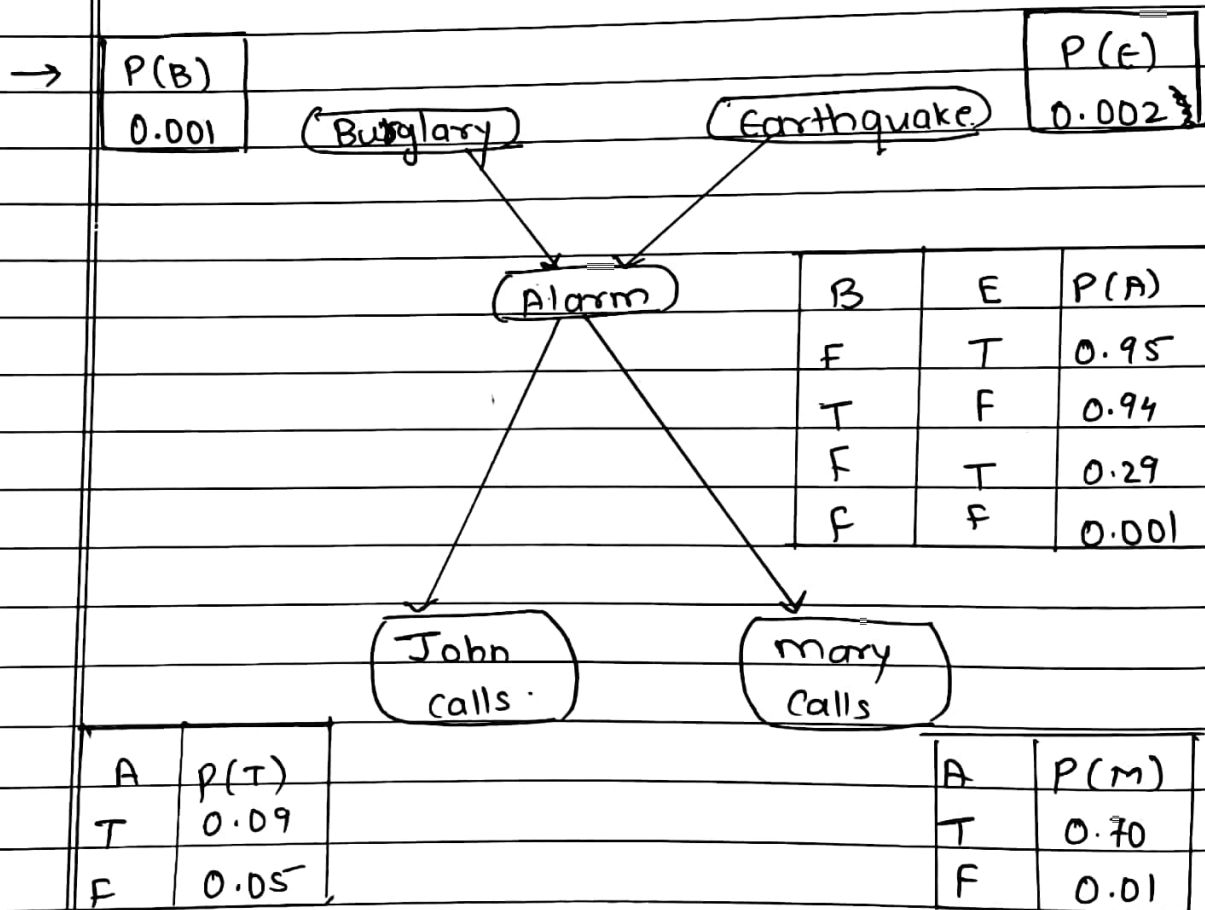 → P(B)
0.001
Burglary
Earthquake
P(E)
0.002
Alarm
B E P(A)
F T 0.95
T F 0.94
F T 0.29
F F 0.001
John
calls.
Mary
Calls
A P(T)
T 0.09
F 0.05
A P(M)
T 0.70
F 0.01